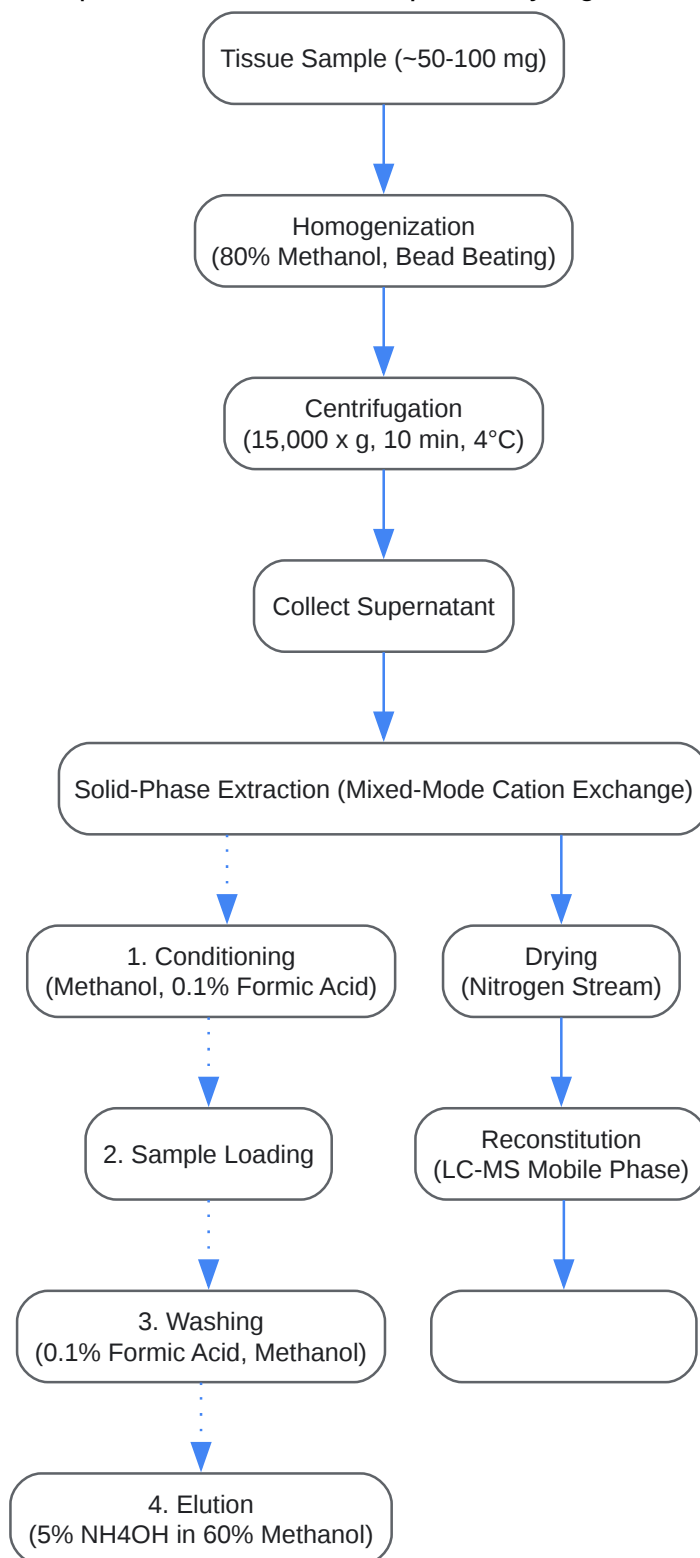 Tissue Sample (~50-100 mg)
Homogenization
(80% Methanol, Bead Beating)
Centrifugation
(15,000 x g, 10 min, 4°C)
Collect Supernatant
Solid-Phase Extraction (Mixed-Mode Cation Exchange)
1. Conditioning
(Methanol, 0.1% Formic Acid)
2. Sample Loading
3. Washing
(0.1% Formic Acid, Methanol)
4. Elution
(5% NH4OH in 60% Methanol)
Drying
(Nitrogen Stream)
Reconstitution
(LC-MS Mobile Phase)